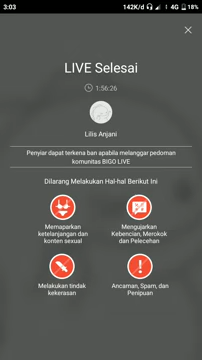 3:03
142K/d
4G
18%
LIVE Selesai
1:56:26
Lilis Anjani
Penyiar dapat terkena ban apabila melanggar pedoman
komunitas BIGO LIVE
Dilarang Melakukan Hal-hal Berikut Ini
Memaparkan
ketelanjangan dan
konten sexual
Mengujarkan
Kebencian, Merokok
dan Pelecehan
Melakukan tindak
kekerasan
Ancaman, Spam, dan
Penipuan